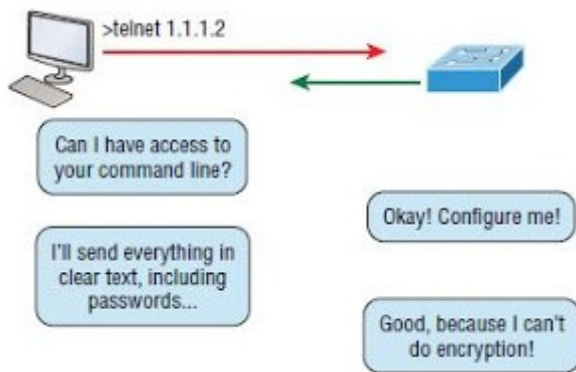 >telnet 1.1.1.2
Can I have access to
your command line?
Okay! Configure me!
I'll send everything in
clear text, including
passwords...
Good, because I can't
do encryption!